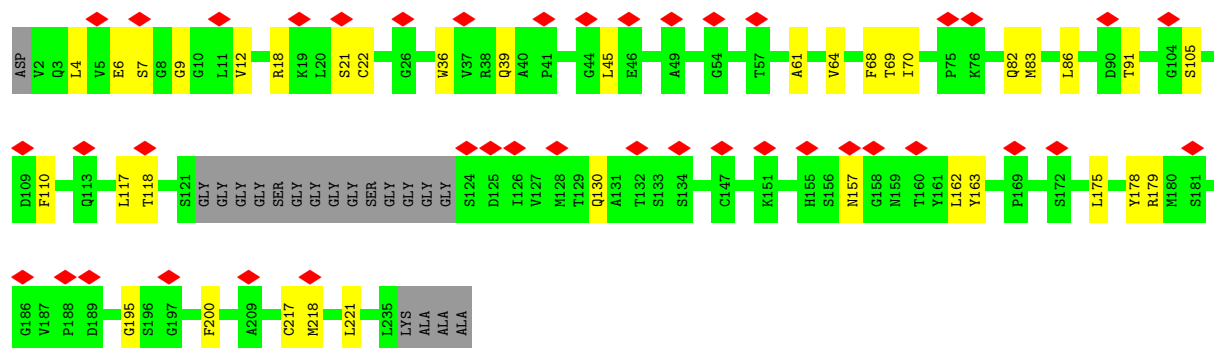 ASP V2 Q3 L4 V5 E6 S7 G8 G9 G10 L11 V12 R18 K19 L20 S21 C22 G26 W36 V37 R38 Q39 A40 P41 G44 L45 E46 A49 G54 T57 A61 V64 F68 T69 I70 P75 K76 Q82 M83 L86 D90 T91 G104 S105
D109 F110 Q113 L117 T118 S121 GLY GLY GLY GLY SER GLY GLY GLY GLY SER GLY GLY GLY GLY S124 D125 I126 V127 M128 T129 Q130 A131 T132 S133 S134 C147 K151 H155 S156 N157 G158 N159 T160 Y161 L162 Y163 P169 S172 L175 Y178 R179 M180 S181
G186 V187 P188 D189 G195 S196 G197 F200 A209 C217 M218 L221 L235 LYS ALA ALA ALA